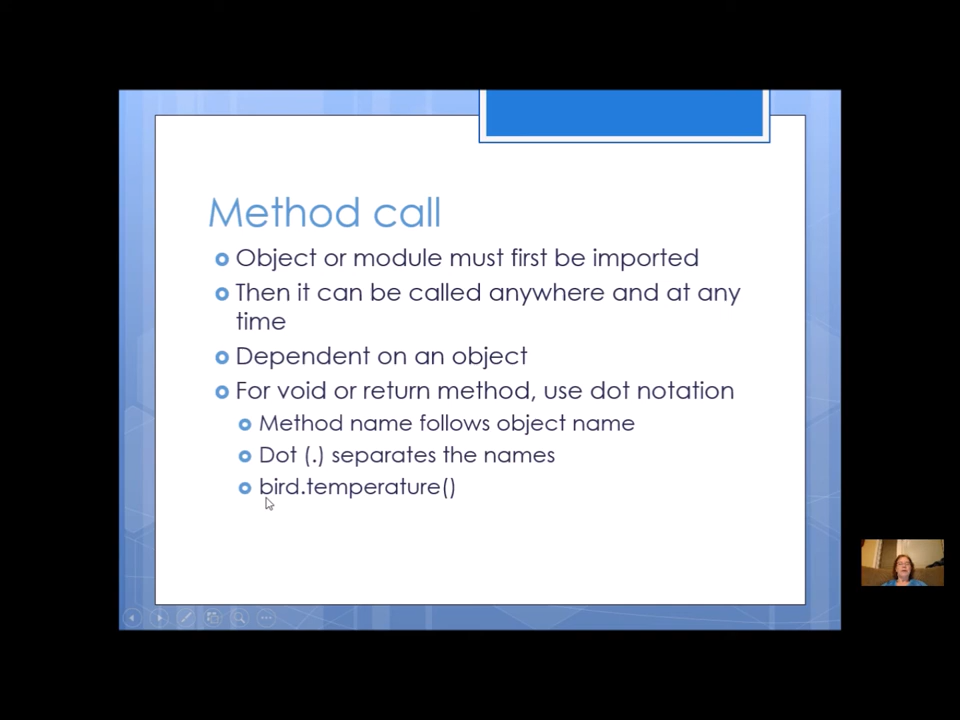 Method call
Object or module must first be imported
Then it can be called anywhere and at any
time
Dependent on an object
For void or return method, use dot notation
Method name follows object name
Dot (.) separates the names
bird.temperature()